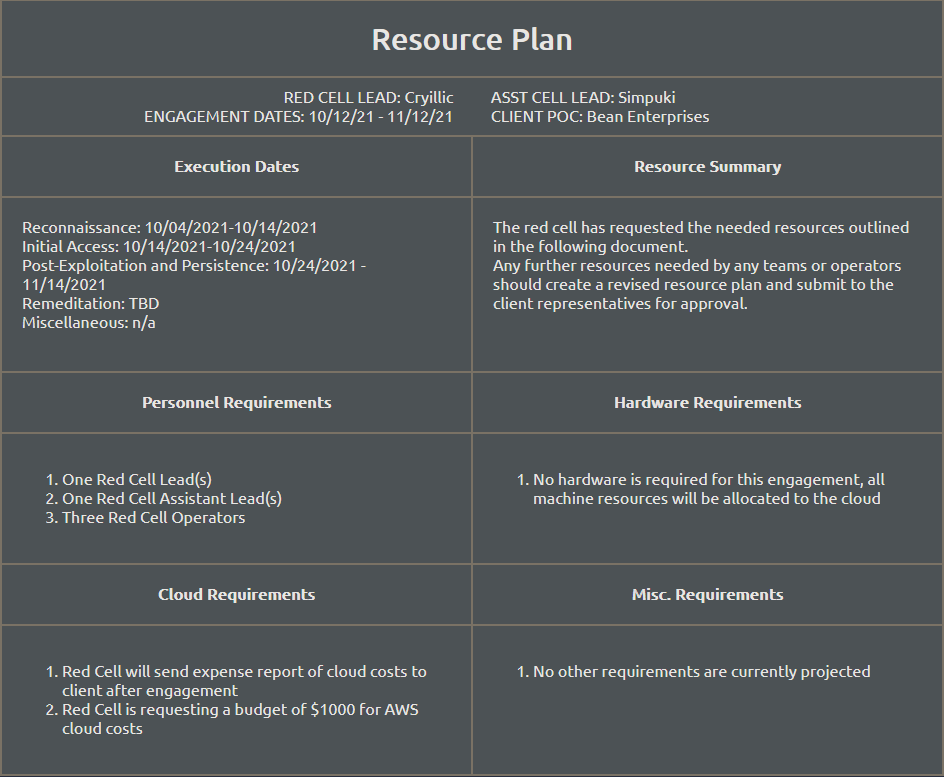 Resource Plan
RED CELL LEAD: Cryillic
ENGAGEMENT DATES: 10/12/21 - 11/12/21
ASST CELL LEAD: Simpuki
CLIENT POC: Bean Enterprises
Execution Dates
Resource Summary
Reconnaissance: 10/04/2021-10/14/2021
Initial Access: 10/14/2021-10/24/2021
Post-Exploitation and Persistence: 10/24/2021 -
11/14/2021
Remeditation: TBD
Miscellaneous: n/a
The red cell has requested the needed resources outlined
in the following document.
Any further resources needed by any teams or operators
should create a revised resource plan and submit to the
client representatives for approval.
Personnel Requirements
Hardware Requirements
1. One Red Cell Lead(s)
2. One Red Cell Assistant Lead(s)
3. Three Red Cell Operators
1. No hardware is required for this engagement, all
machine resources will be allocated to the cloud
Cloud Requirements
Misc. Requirements
1. Red Cell will send expense report of cloud costs to
client after engagement
2. Red Cell is requesting a budget of $1000 for AWS
cloud costs
1. No other requirements are currently projected